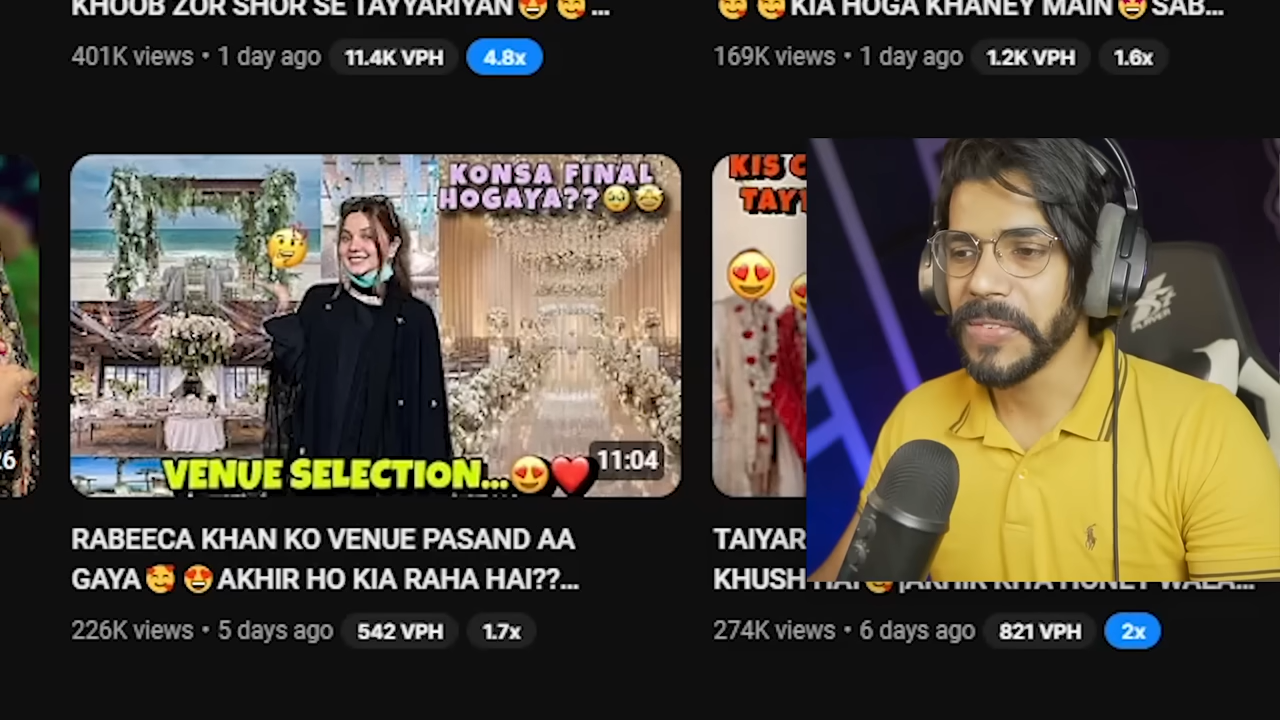 KHOOB ZOR SHOR SE TAYYARIYAN😍 🥰 ...
401K views • 1 day ago 11.4K VPH 4.8x
🥰 🥰 KIA HOGA KHANEY MAIN🤩 SAB...
169K views • 1 day ago 1.2K VPH 1.6x
KONSA FINAL
HOGAYA??🥹🤩
VENUE SELECTION...😍❤️
11:04
RABEECA KHAN KO VENUE PASAND AA
GAYA🥰 😍 AKHIR HO KIA RAHA HAI??...
226K views • 5 days ago 542 VPH 1.7x
KIS
PLAYER
274K views • 6 days ago 821 VPH 2x